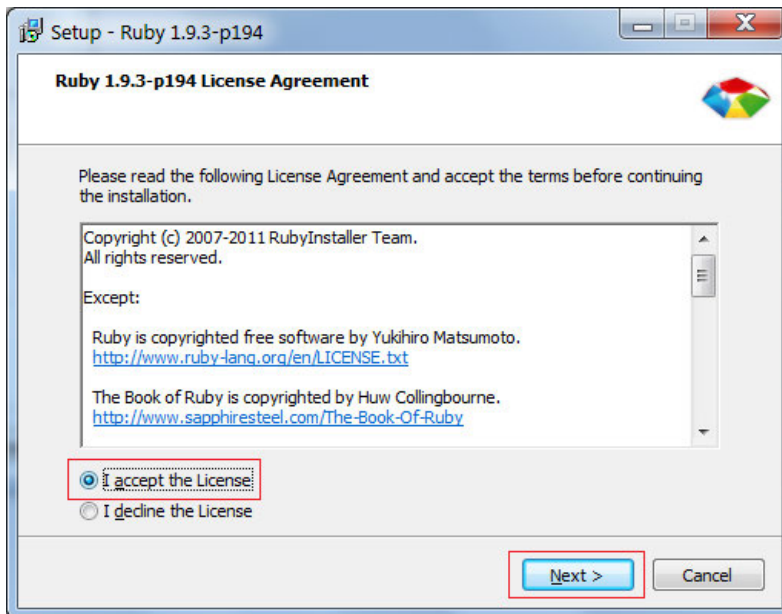 Setup - Ruby 1.9.3-p194
Ruby 1.9.3-p194 License Agreement
Please read the following License Agreement and accept the terms before continuing
the installation.
Copyright (c) 2007-2011 RubyInstaller Team.
All rights reserved.
Except:
Ruby is copyrighted free software by Yukihiro Matsumoto.
http://www.ruby-lang.org/en/LICENSE.txt
The Book of Ruby is copyrighted by Huw Collingbourne.
http://www.sapphiresteel.com/The-Book-Of-Ruby
I accept the License
I decline the License
Next >
Cancel